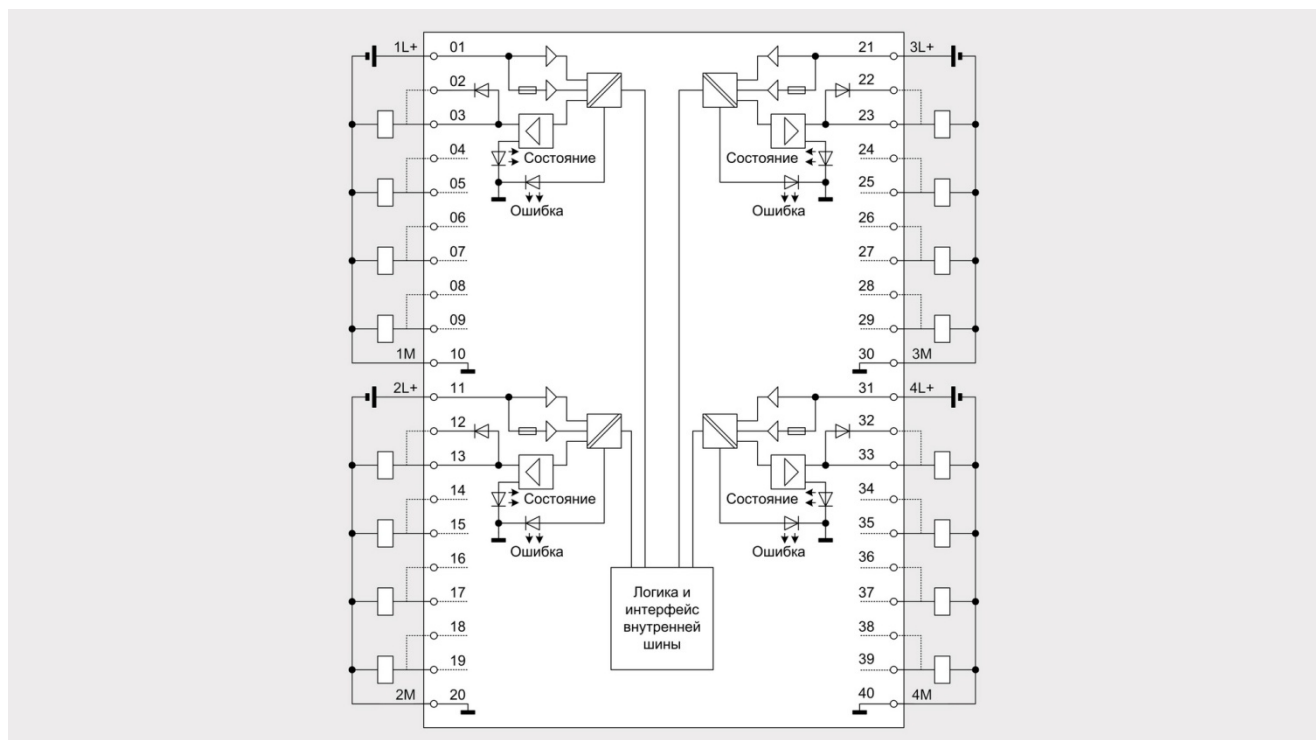 1L+ 01 21 3L+
02 22
03 23
Состояние Состояние
04 24
05 25
Ошибка Ошибка
06 26
07 27
08 28
09 29
1M 10 30 3M
2L+ 11 31 4L+
12 32
13 33
Состояние Состояние
14 34
15 35
Ошибка Ошибка
16 36
Логика и
интерфейс
внутренней
шины
17 37
18 38
19 39
2M 20 40 4M